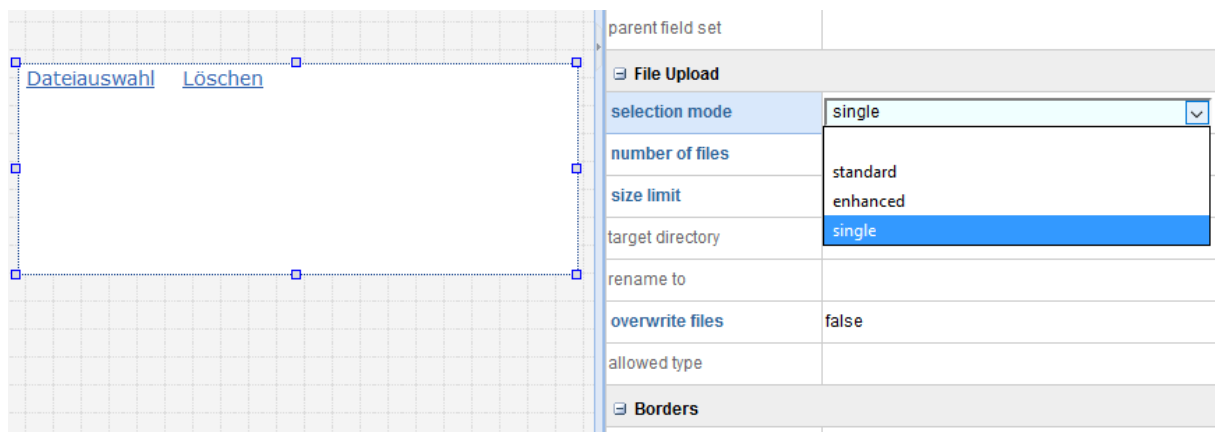 Dateiauswahl Löschen
parent field set
File Upload
selection mode single
number of files
standard
size limit
enhanced
single
target directory
rename to
overwrite files false
allowed type
Borders